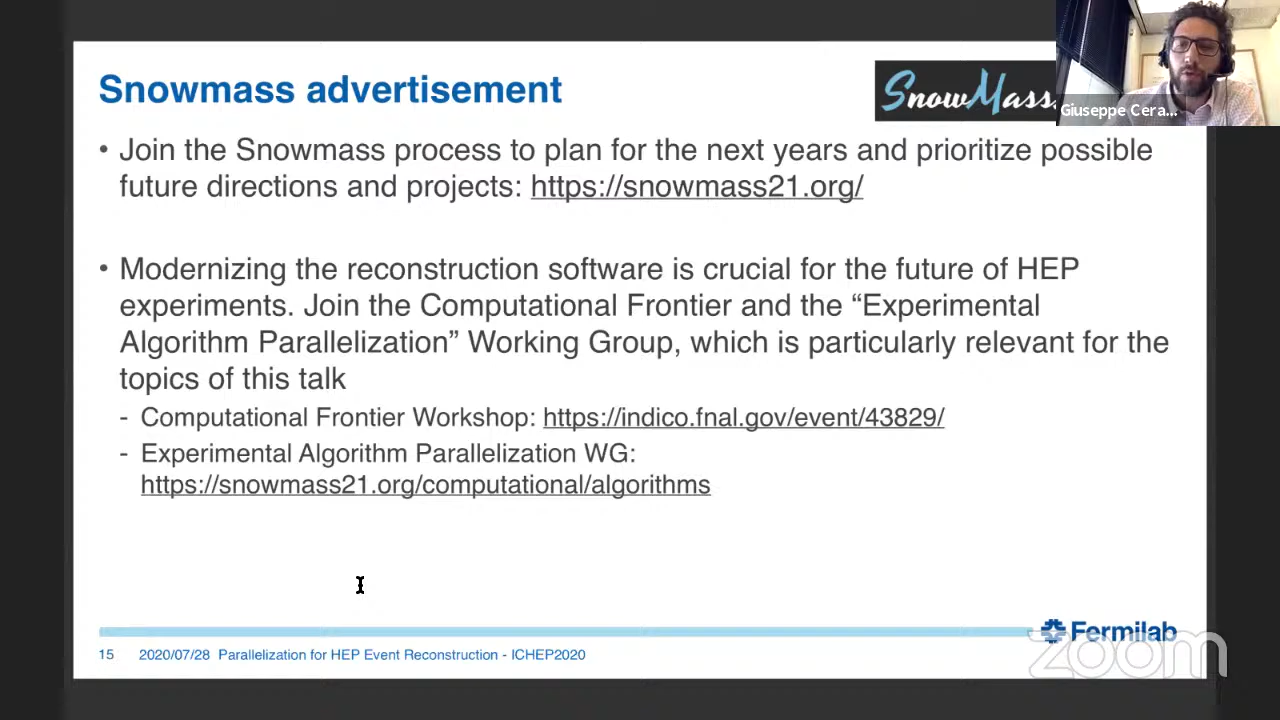 Snowmass advertisement
SnowMass
Giuseppe Cera...
• Join the Snowmass process to plan for the next years and prioritize possible
future directions and projects: https://snowmass21.org/
• Modernizing the reconstruction software is crucial for the future of HEP
experiments. Join the Computational Frontier and the “Experimental
Algorithm Parallelization” Working Group, which is particularly relevant for the
topics of this talk
- Computational Frontier Workshop: https://indico.fnal.gov/event/43829/
- Experimental Algorithm Parallelization WG:
https://snowmass21.org/computational/algorithms
Fermilab
zoom
15 2020/07/28 Parallelization for HEP Event Reconstruction - ICHEP2020